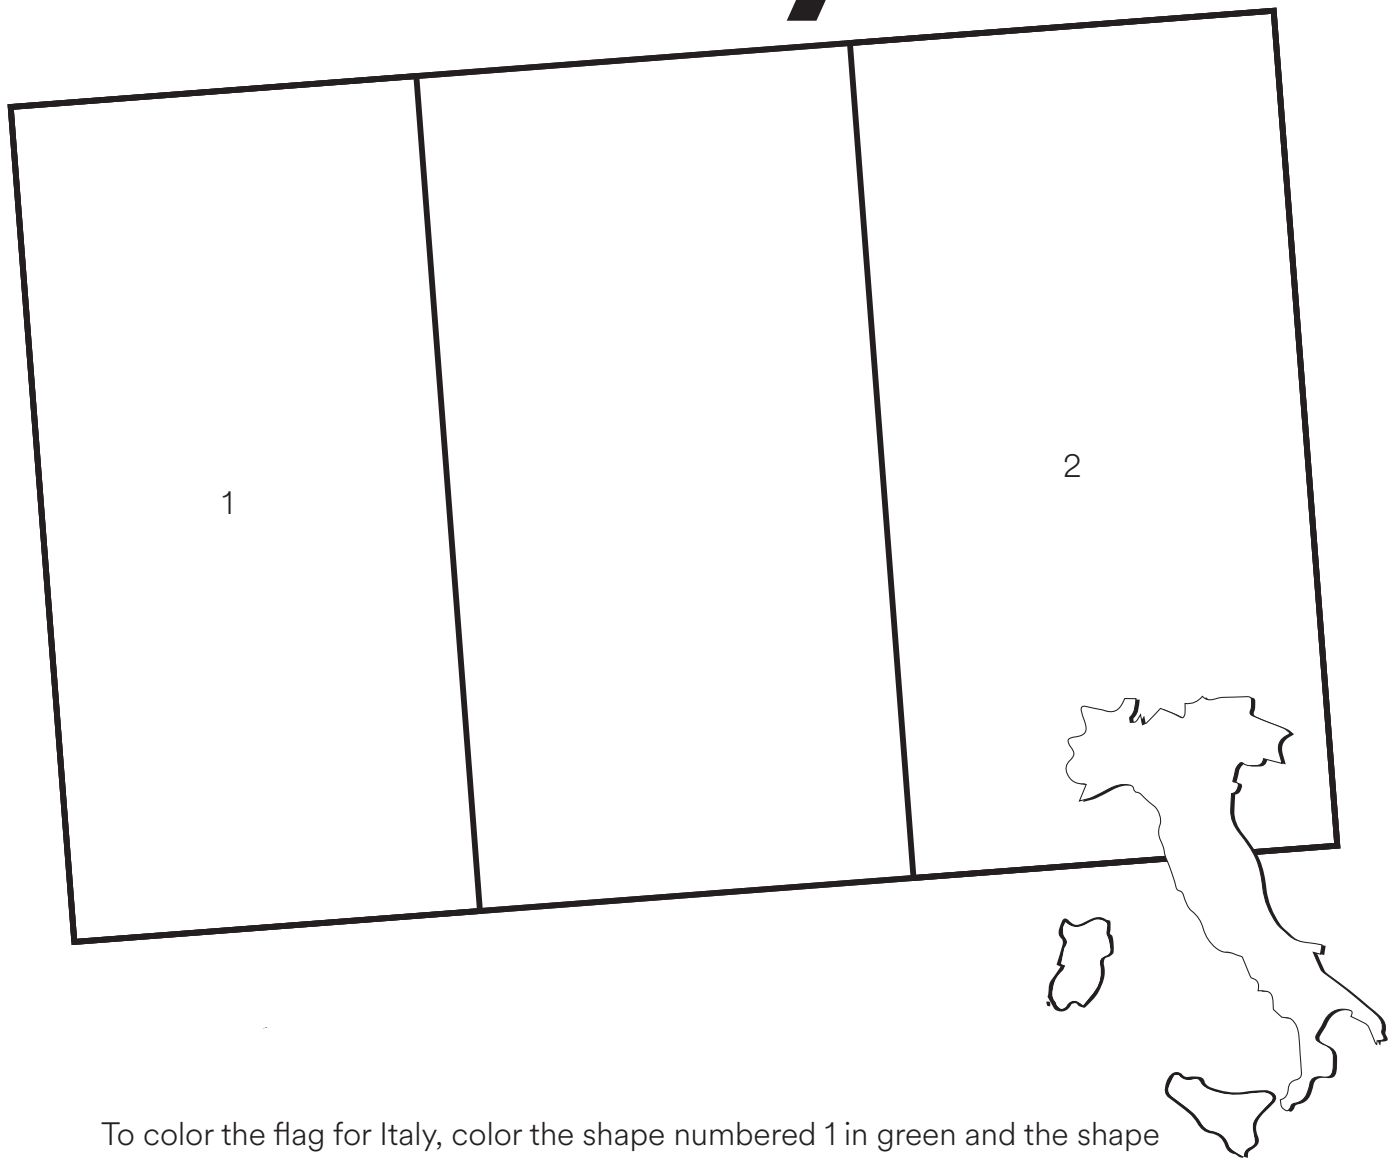 1
2
To color the flag for Italy, color the shape numbered 1 in green and the shape